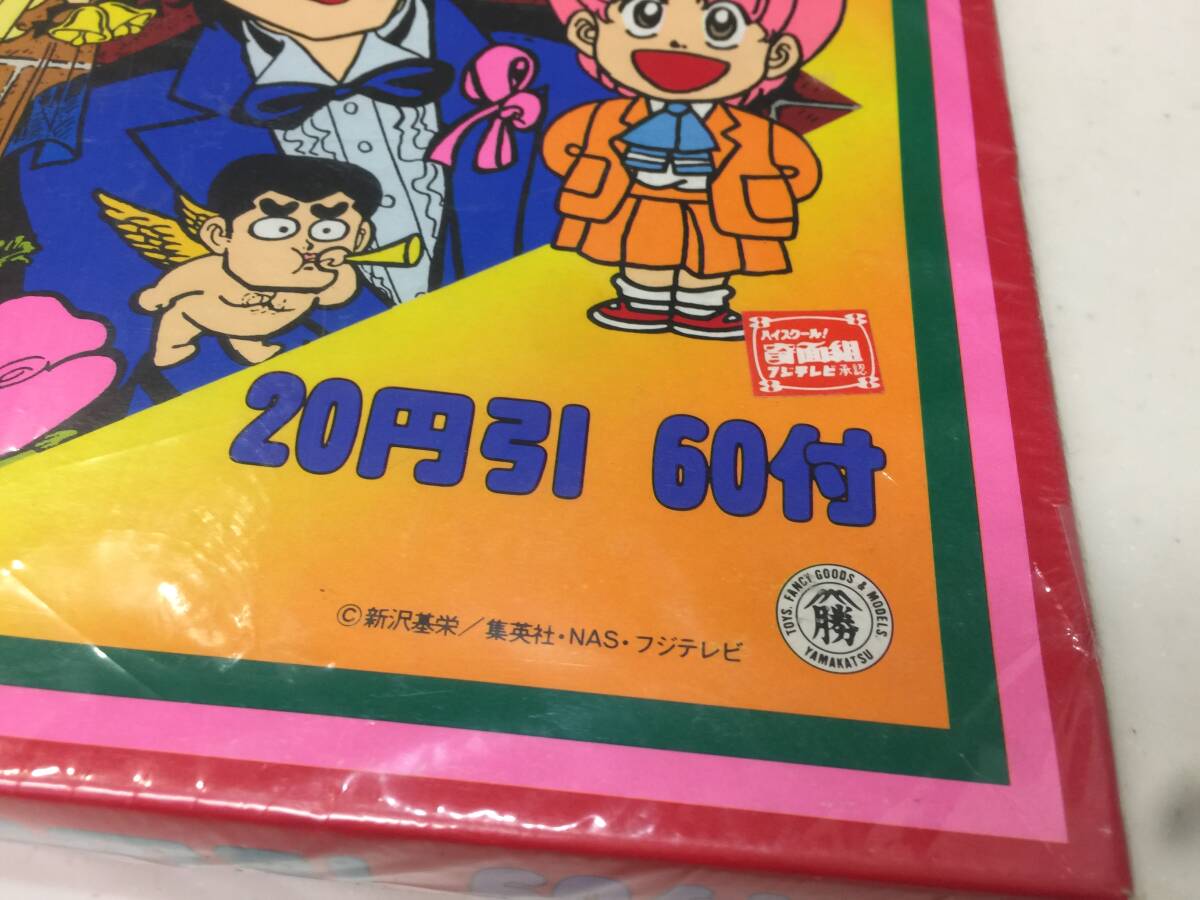 ハイスクール!
奇面組
フジテレビ承認
20円引 60付
©新沢基栄/集英社・NAS・フジテレビ
TOYS. FANCY GOODS & MODELS.
勝
YAMAKATSU